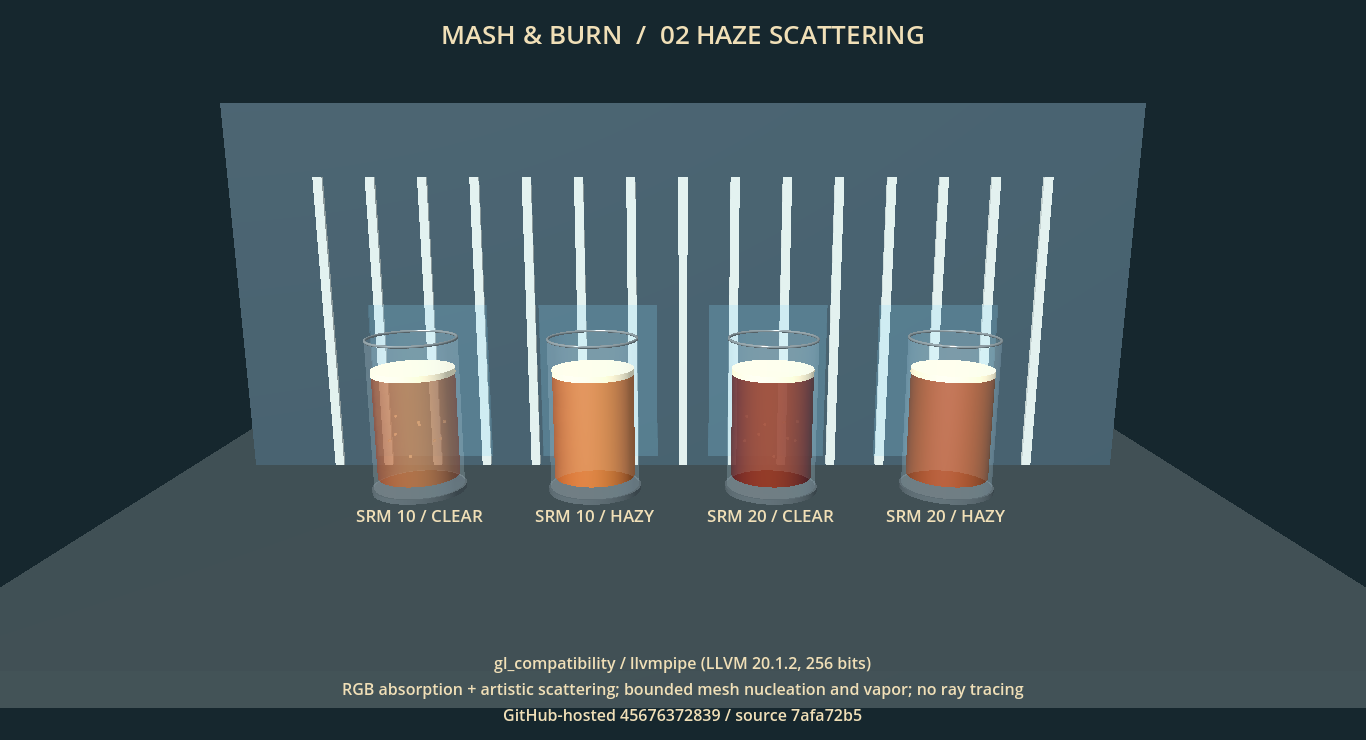 MASH & BURN / 02 HAZE SCATTERING
SRM 10 / CLEAR
SRM 10 / HAZY
SRM 20 / CLEAR
SRM 20 / HAZY
gl_compatibility / llvmpipe (LLVM 20.1.2, 256 bits)
RGB absorption + artistic scattering; bounded mesh nucleation and vapor; no ray tracing
GitHub-hosted 45676372839 / source 7afa72b5